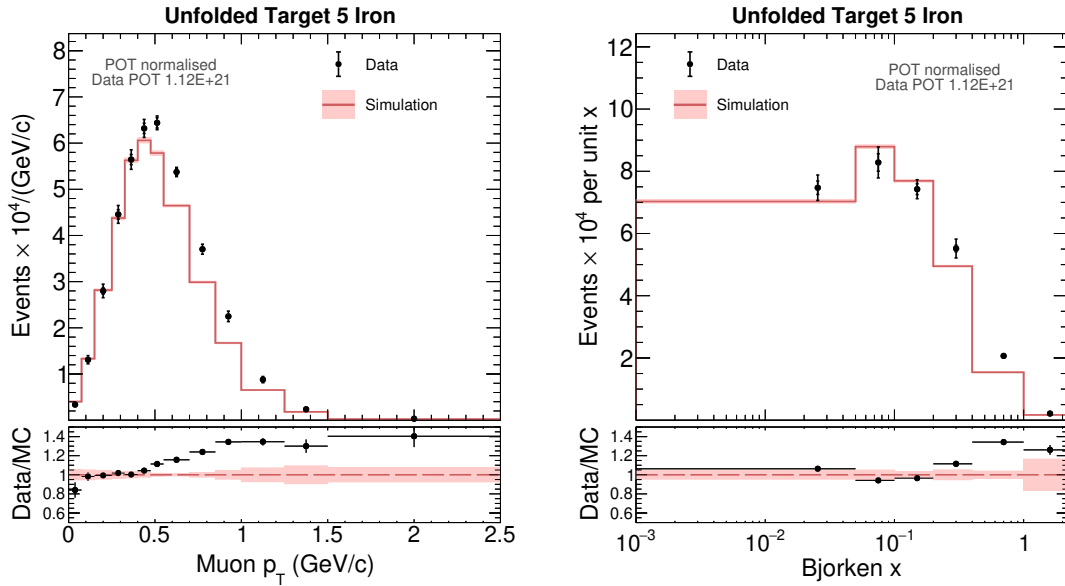 Unfolded Target 5 Iron
Events × 10^4/(GeV/c)
8
7
6
5
4
3
2
1
POT normalised
Data POT 1.12E+21
Data
Simulation
Data/MC
1.4
1.2
1
0.8
0.6
0 0.5 1 1.5 2 2.5
Muon p_T (GeV/c)
Unfolded Target 5 Iron
Events × 10^4 per unit x
12
10
8
6
4
2
Data
Simulation
POT normalised
Data POT 1.12E+21
Data/MC
1.4
1.2
1
0.8
0.6
10^−3 10^−2 10^−1 1
Bjorken x